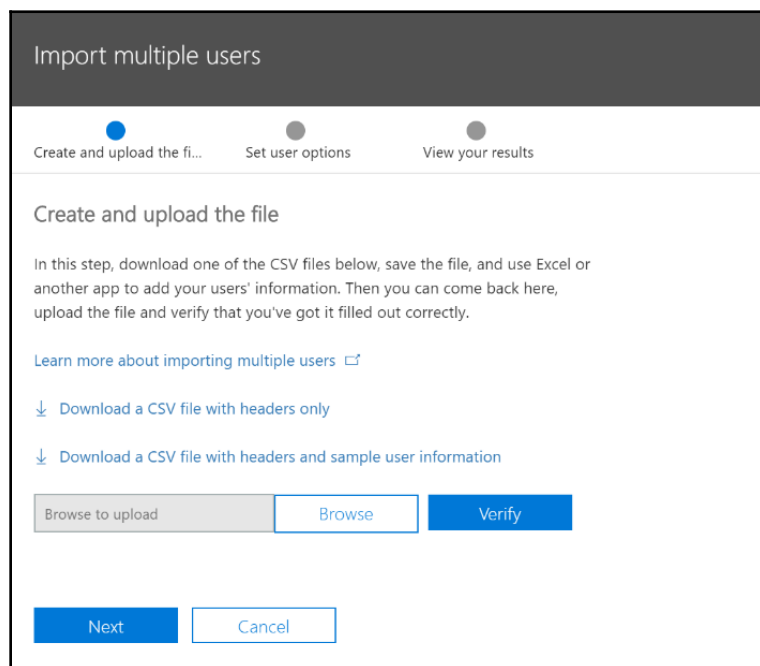 Import multiple users
Create and upload the fi...
Set user options
View your results
Create and upload the file
In this step, download one of the CSV files below, save the file, and use Excel or
another app to add your users' information. Then you can come back here,
upload the file and verify that you've got it filled out correctly.
Learn more about importing multiple users
Download a CSV file with headers only
Download a CSV file with headers and sample user information
Browse to upload
Browse
Verify
Next
Cancel